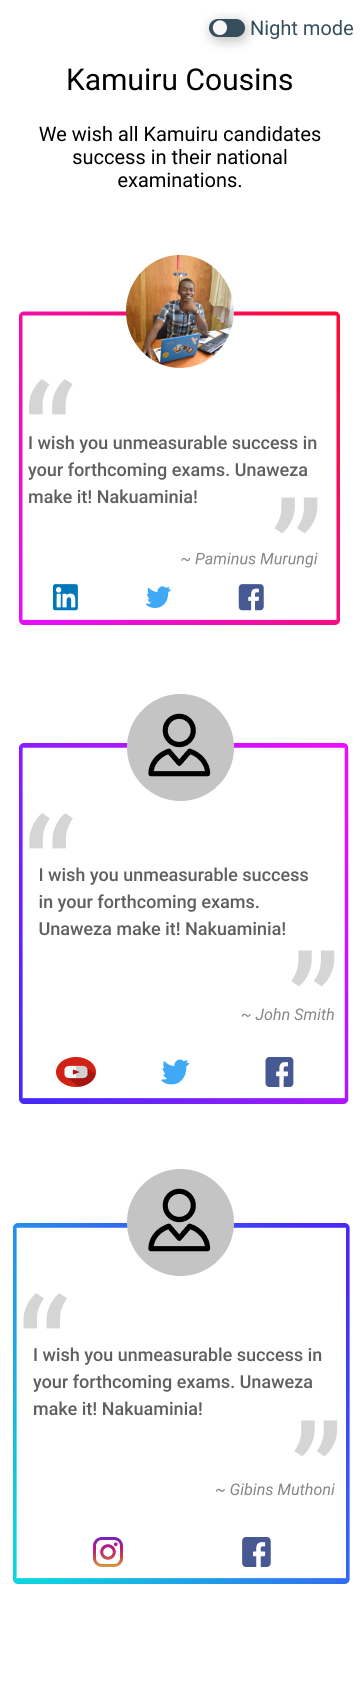 Night mode
Kamuiru Cousins
We wish all Kamuiru candidates
success in their national
examinations.
“
I wish you unmeasurable success in
your forthcoming exams. Unaweza
make it! Nakuaminia!
”
~ Paminus Murungi
in
“
I wish you unmeasurable success
in your forthcoming exams.
Unaweza make it! Nakuaminia!
”
~ John Smith
“
I wish you unmeasurable success in
your forthcoming exams. Unaweza
make it! Nakuaminia!
”
~ Gibins Muthoni